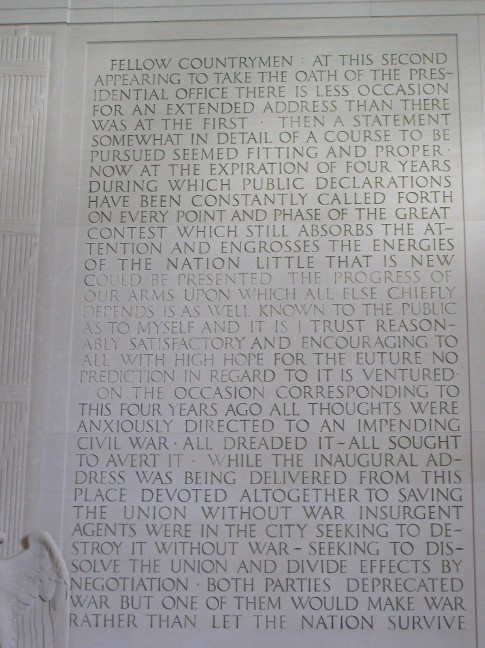 FELLOW COUNTRYMEN : AT THIS SECOND
APPEARING TO TAKE THE OATH OF THE PRES-
IDENTIAL OFFICE THERE IS LESS OCCASION
FOR AN EXTENDED ADDRESS THAN THERE
WAS AT THE FIRST · THEN A STATEMENT
SOMEWHAT IN DETAIL OF A COURSE TO BE
PURSUED SEEMED FITTING AND PROPER ·
NOW AT THE EXPIRATION OF FOUR YEARS
DURING WHICH PUBLIC DECLARATIONS
HAVE BEEN CONSTANTLY CALLED FORTH
ON EVERY POINT AND PHASE OF THE GREAT
CONTEST WHICH STILL ABSORBS THE AT-
TENTION AND ENGROSSES THE ENERGIES
OF THE NATION LITTLE THAT IS NEW
COULD BE PRESENTED THE PROGRESS OF
OUR ARMS UPON WHICH ALL ELSE CHIEFLY
DEPENDS IS AS WELL KNOWN TO THE PUBLIC
AS TO MYSELF AND IT IS I TRUST REASON-
ABLY SATISFACTORY AND ENCOURAGING TO
ALL WITH HIGH HOPE FOR THE EUTURE NO
PREDICTION IN REGARD TO IT IS VENTURED ·
ON THE OCCASION CORRESPONDING TO
THIS FOUR YEARS AGO ALL THOUGHTS WERE
ANXIOUSLY DIRECTED TO AN IMPENDING
CIVIL WAR · ALL DREADED IT – ALL SOUGHT
TO AVERT IT · WHILE THE INAUGURAL AD-
DRESS WAS BEING DELIVERED FROM THIS
PLACE DEVOTED ALTOGETHER TO SAVING
THE UNION WITHOUT WAR INSURGENT
AGENTS WERE IN THE CITY SEEKING TO DE-
STROY IT WITHOUT WAR – SEEKING TO DIS-
SOLVE THE UNION AND DIVIDE EFFECTS BY
NEGOTIATION · BOTH PARTIES DEPRECATED
WAR BUT ONE OF THEM WOULD MAKE WAR
RATHER THAN LET THE NATION SURVIVE